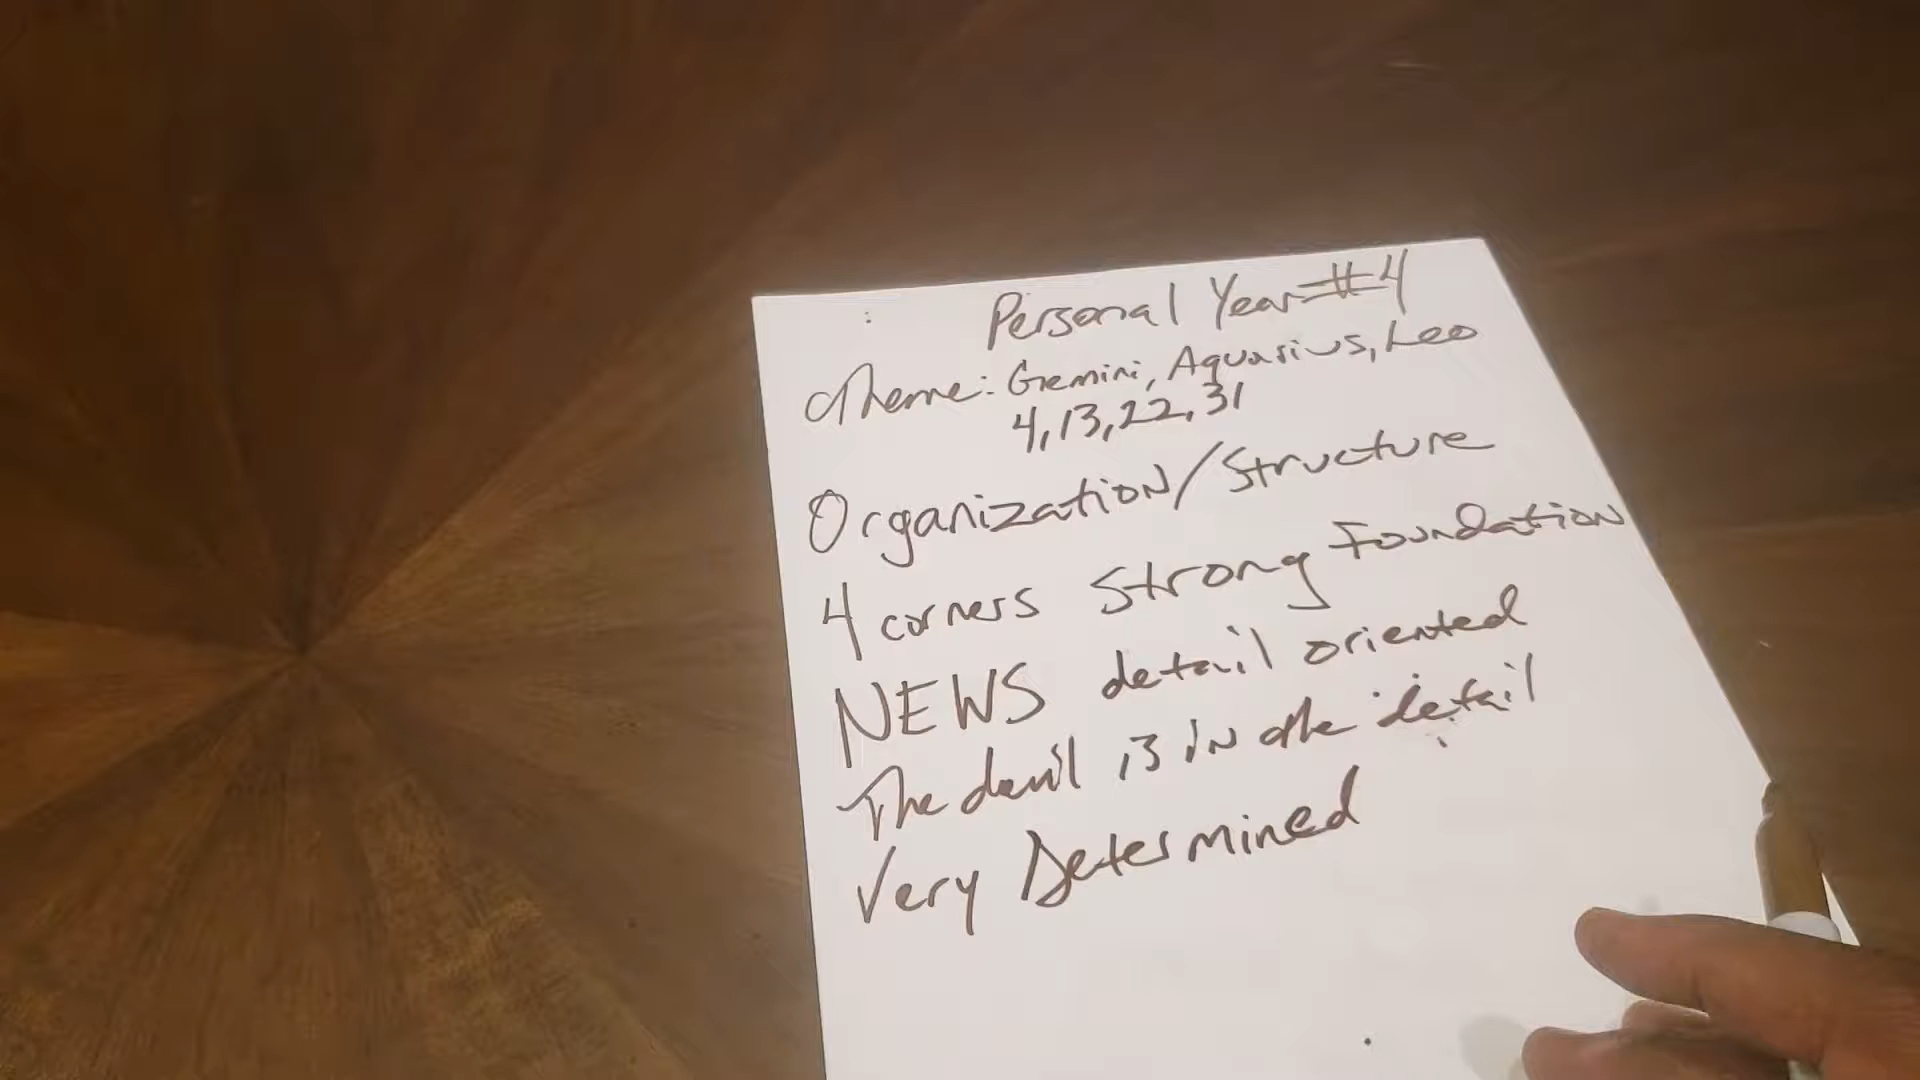 Personal Year #4
Theme: Gemini, Aquarius, Leo
4, 13, 22, 31
Organization/Structure
4 corners Strong Foundation
NEWS detail oriented
The devil is in the detail
Very Determined